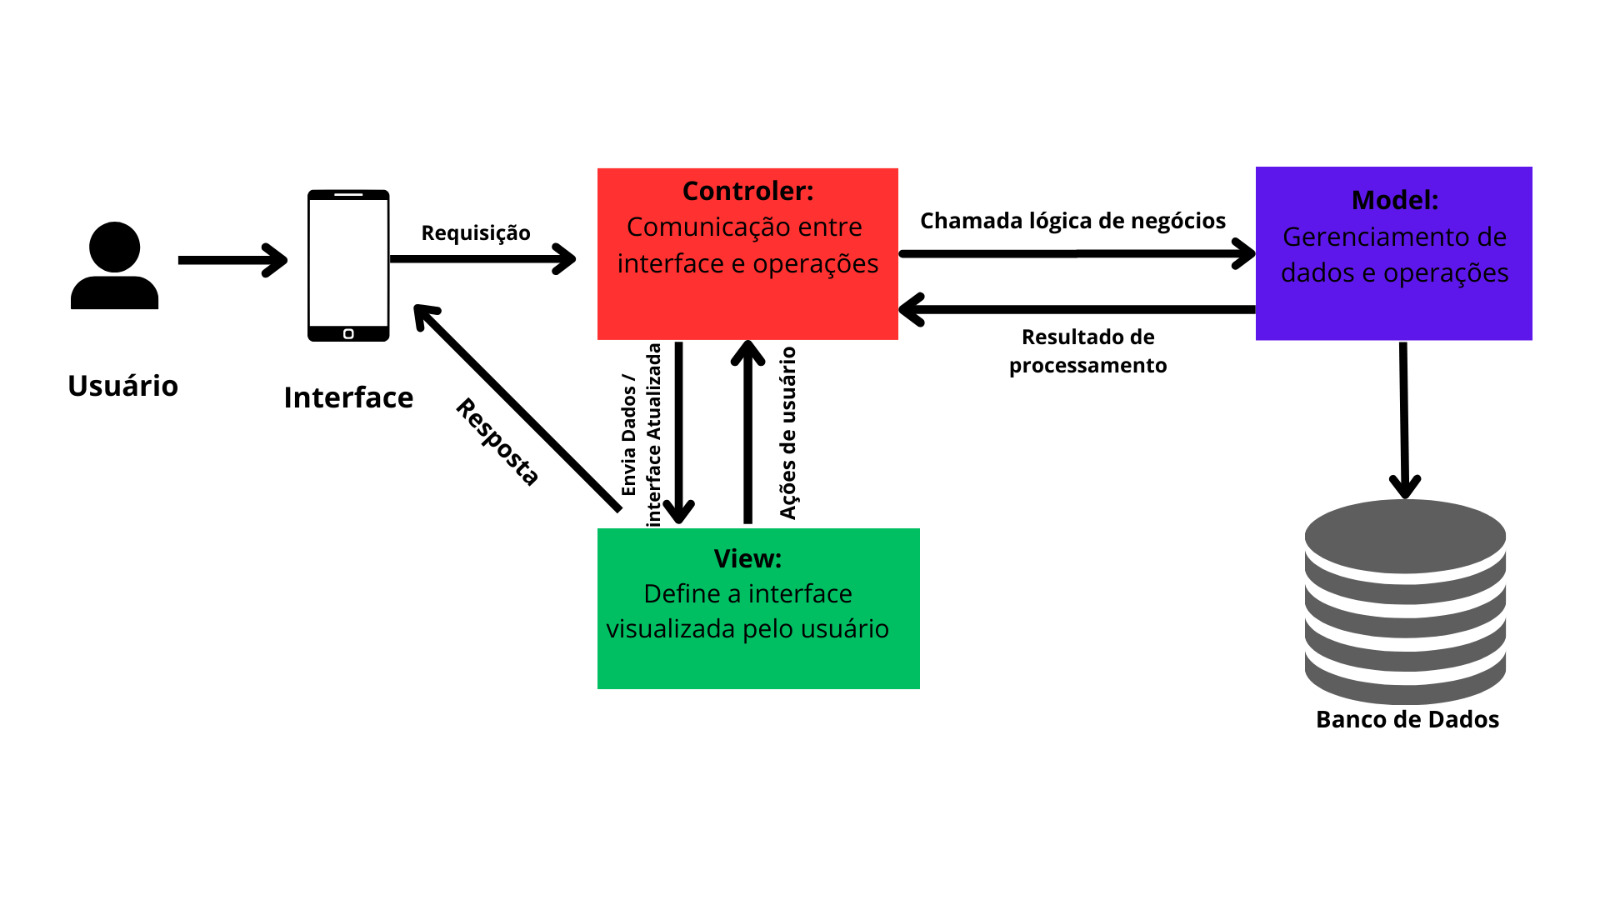 Usuário
Interface
Requisição
Resposta
Controler:
Comunicação entre
interface e operações
Chamada lógica de negócios
Resultado de
processamento
Model:
Gerenciamento de
dados e operações
Envia Dados /
interface Atualizada
Ações de usuário
View:
Define a interface
visualizada pelo usuário
Banco de Dados